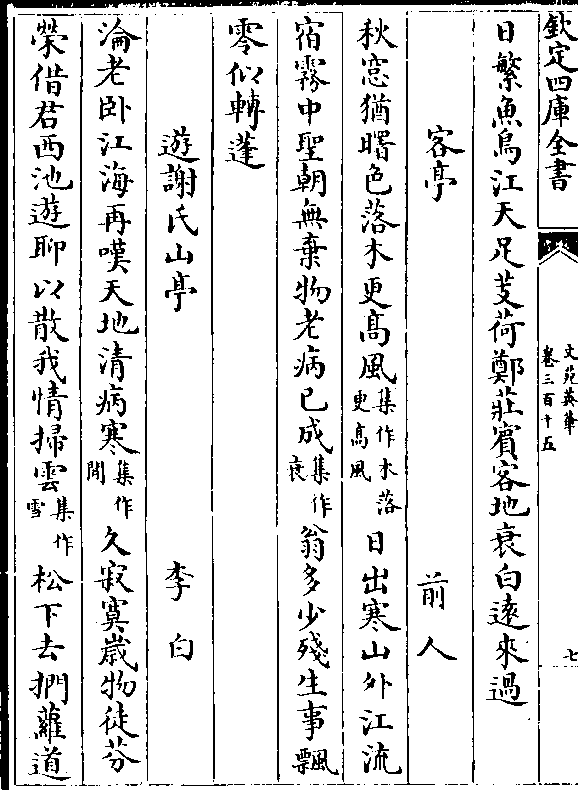 欽定四庫全書
文苑英華
卷三百十五
七
日繁魚鳥江天足芰荷鄭莊賓客地衰白逺來過
客亭
前人
秋窓猶曙色落木更髙風集作木落更髙風日出寒山外江流
宿霧中聖朝無棄物老病已成集作衰翁多少殘生事飄
零似轉蓬
遊謝氏山亭
李白
淪老卧江海再嘆天地清病寒集作閒久寂寞歲物徒芬
榮借君西池遊聊以散我情掃雲集作雪松下去捫蘿道